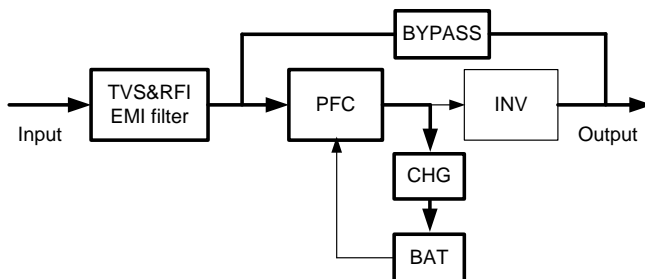 BYPASS
TVS&RFI
EMI filter
PFC
INV
Input
Output
CHG
BAT